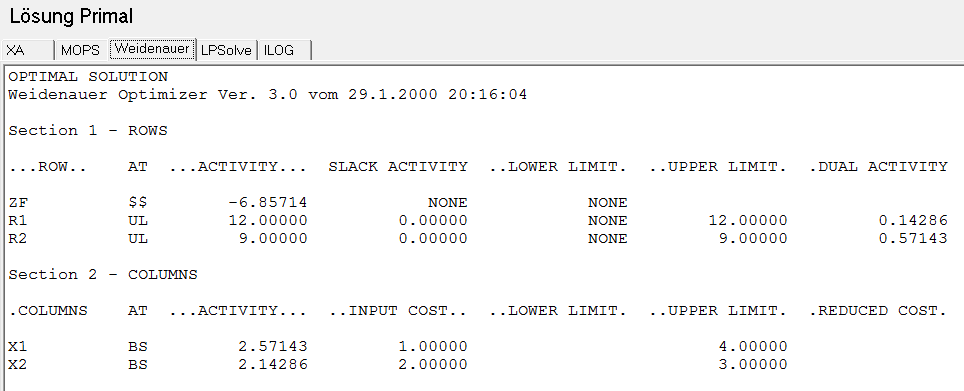 Lösung Primal
XA MOPS Weidenauer LPSolve ILOG
OPTIMAL SOLUTION
Weidenauer Optimizer Ver. 3.0 vom 29.1.2000 20:16:04
Section 1 - ROWS
...ROW.. AT ...ACTIVITY... SLACK ACTIVITY ..LOWER LIMIT. ..UPPER LIMIT. .DUAL ACTIVITY
ZF $$ -6.85714 NONE NONE
R1 UL 12.00000 0.00000 NONE 12.00000 0.14286
R2 UL 9.00000 0.00000 NONE 9.00000 0.57143
Section 2 - COLUMNS
.COLUMNS AT ...ACTIVITY... ..INPUT COST.. ..LOWER LIMIT. ..UPPER LIMIT. .REDUCED COST.
X1 BS 2.57143 1.00000 4.00000
X2 BS 2.14286 2.00000 3.00000